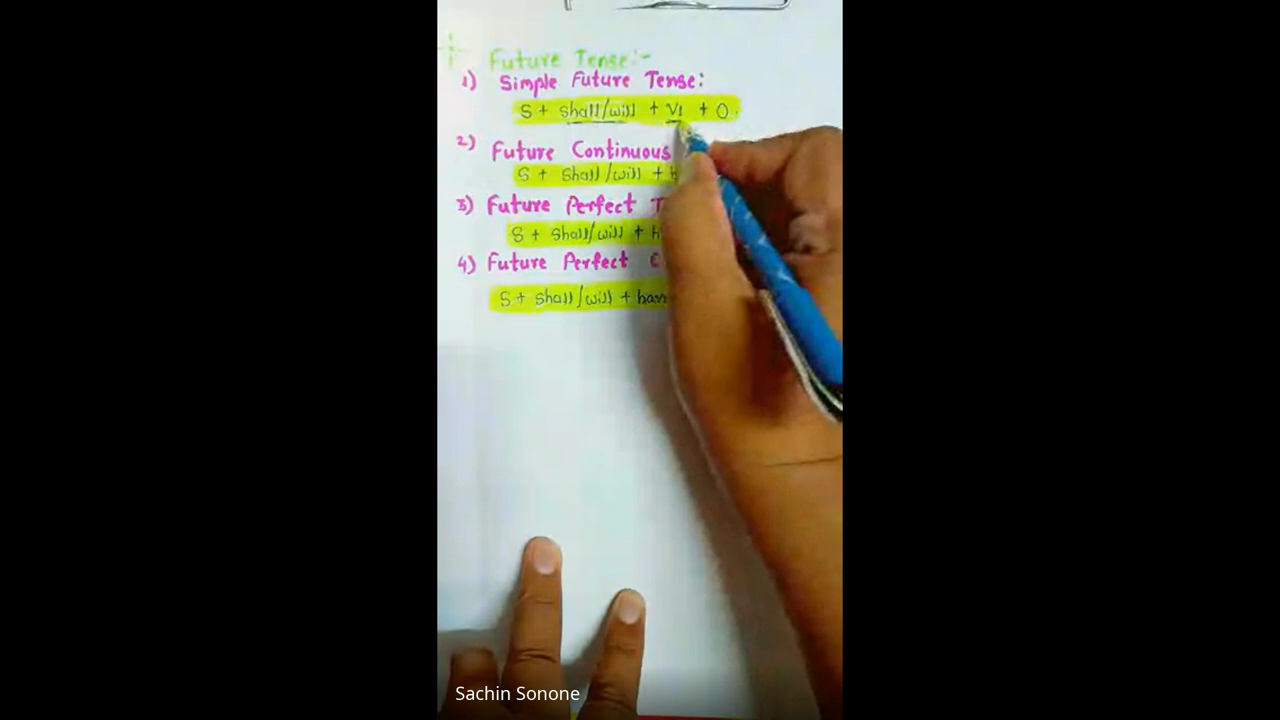 Future Tense:-
1) Simple Future Tense:
S + shall/will + V1 + O.
2) Future Continuous
S + shall/will +
3) Future Perfect
S + shall/will +
4) Future Perfect
S + shall/will + have
Sachin Sonone